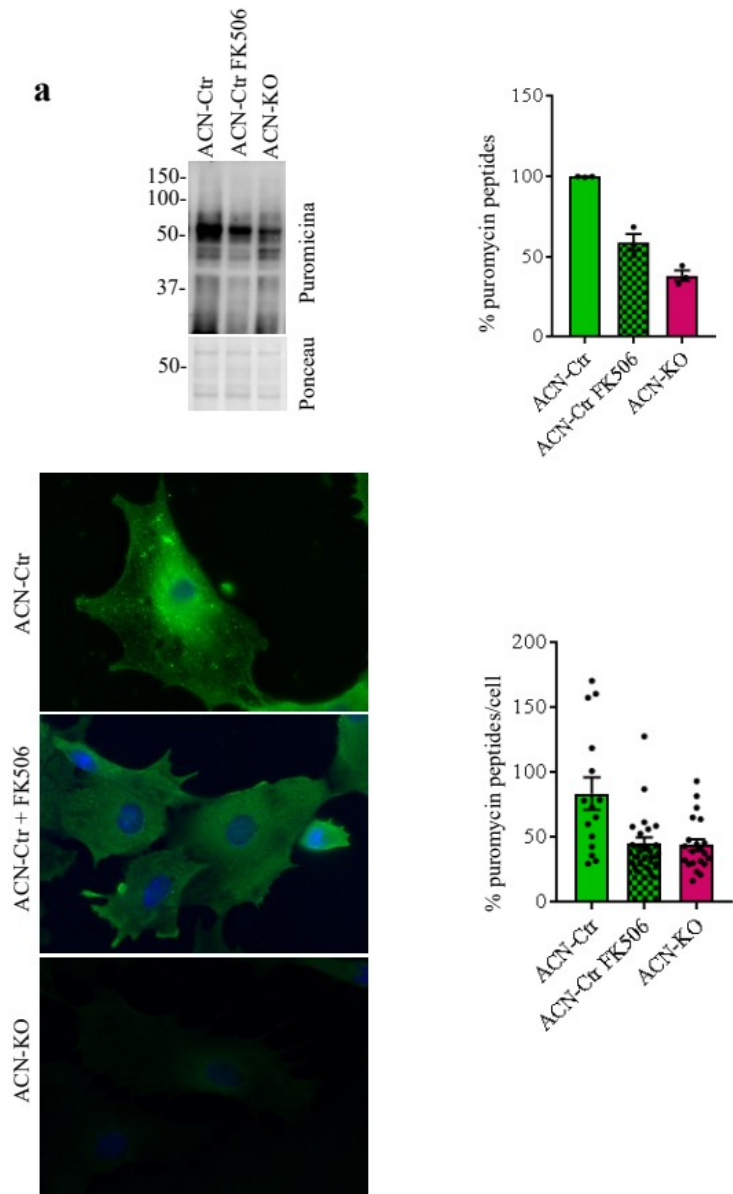 a
ACN-Ctr
ACN-Ctr FK506
ACN-KO
150-
100-
50-
37-
Puromicina
50-
Ponceau
% puromycin peptides
150
100
50
0
ACN-Ctr
ACN-Ctr FK506
ACN-KO
ACN-Ctr
ACN-Ctr + FK506
ACN-KO
% puromycin peptides/cell
200
150
100
50
0
ACN-Ctr
ACN-Ctr FK506
ACN-KO